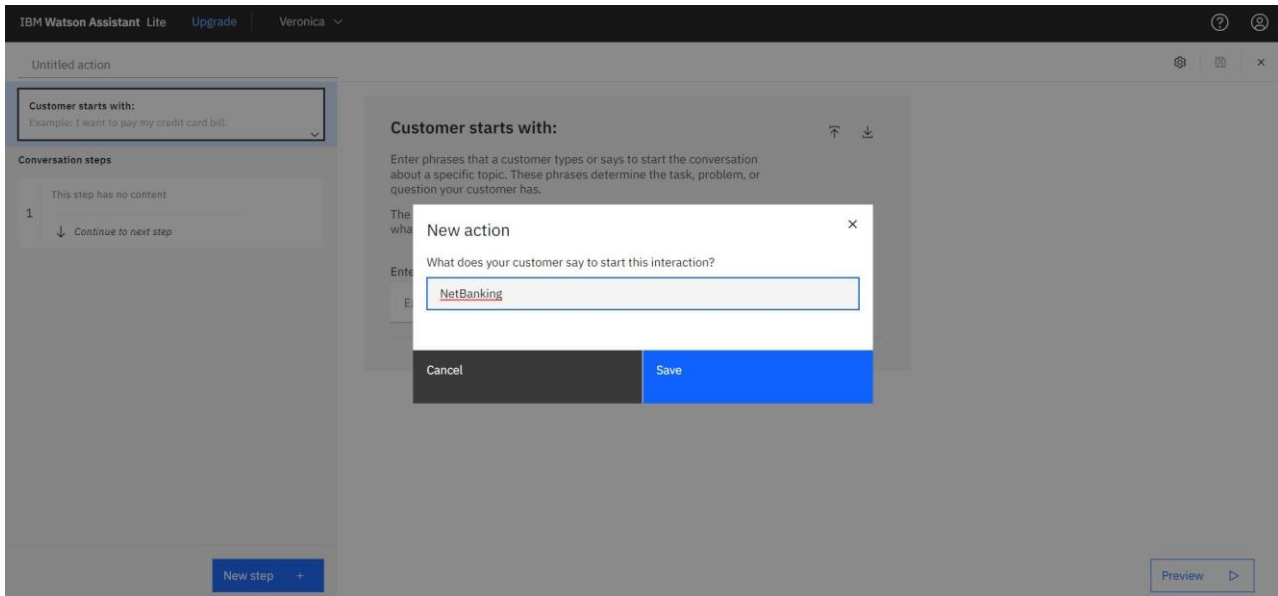 IBM Watson Assistant Lite Upgrade Veronica
Untitled action
Customer starts with:
Example: I want to pay my credit card bill.
Conversation steps
This step has no content
1
Continue to next step
New step +
Customer starts with:
Enter phrases that a customer types or says to start the conversation
about a specific topic. These phrases determine the task, problem, or
question your customer has.
The
wha
Ente
New action
What does your customer say to start this interaction?
NetBanking
Cancel
Save
Preview